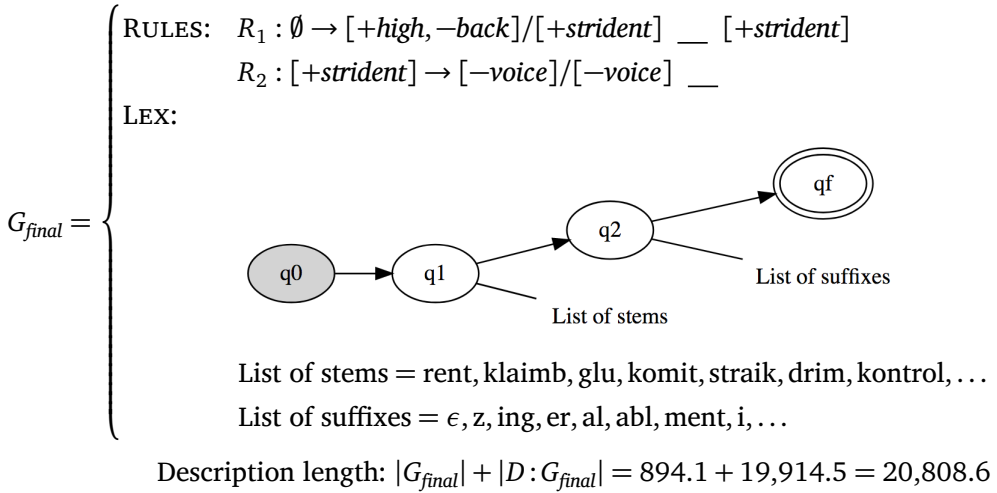 RULES: R₁ : ∅ → [+high, −back]/[+strident] __ [+strident]
R₂ : [+strident] → [−voice]/[−voice] __
LEX:
G_final =
qf
q2
q0
q1
List of suffixes
List of stems
List of stems = rent, klaimb, glu, komit, straik, drim, kontrol, . . .
List of suffixes = ϵ, z, ing, er, al, abl, ment, i, . . .
Description length: |G_final| + |D : G_final| = 894.1 + 19,914.5 = 20,808.6